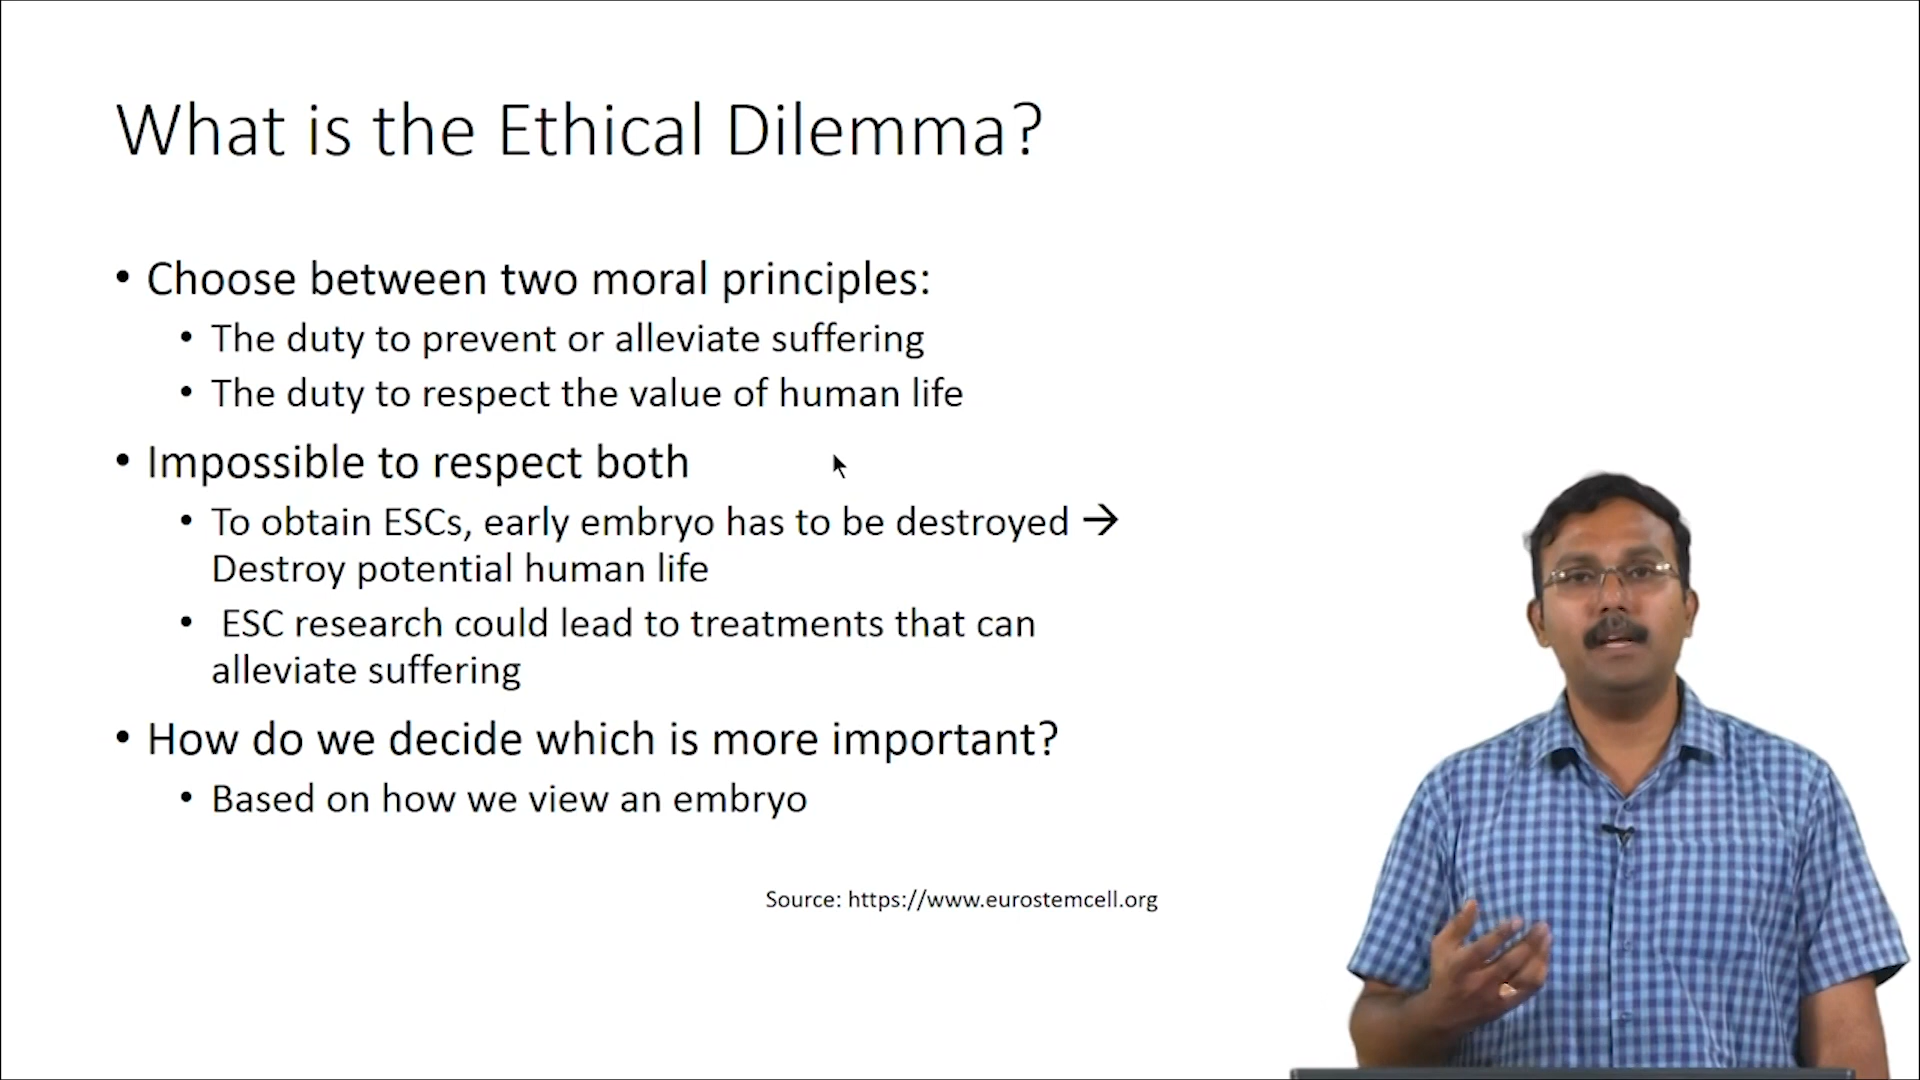 What is the Ethical Dilemma?
• Choose between two moral principles:
• The duty to prevent or alleviate suffering
• The duty to respect the value of human life
• Impossible to respect both
• To obtain ESCs, early embryo has to be destroyed →
Destroy potential human life
• ESC research could lead to treatments that can
alleviate suffering
• How do we decide which is more important?
• Based on how we view an embryo
Source: https://www.eurostemcell.org